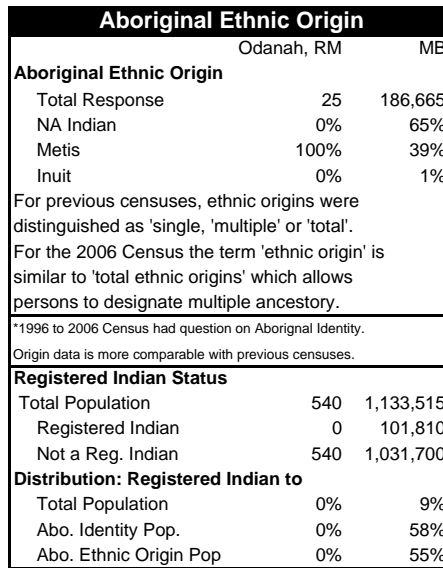 Aboriginal Ethnic Origin
Odanah, RM MB
Aboriginal Ethnic Origin
Total Response 25 186,665
NA Indian 0% 65%
Metis 100% 39%
Inuit 0% 1%
For previous censuses, ethnic origins were
distinguished as 'single, 'multiple' or 'total'.
For the 2006 Census the term 'ethnic origin' is
similar to 'total ethnic origins' which allows
persons to designate multiple ancestory.
*1996 to 2006 Census had question on Aborignal Identity.
Origin data is more comparable with previous censuses.
Registered Indian Status
Total Population 540 1,133,515
Registered Indian 0 101,810
Not a Reg. Indian 540 1,031,700
Distribution: Registered Indian to
Total Population 0% 9%
Abo. Identity Pop. 0% 58%
Abo. Ethnic Origin Pop 0% 55%